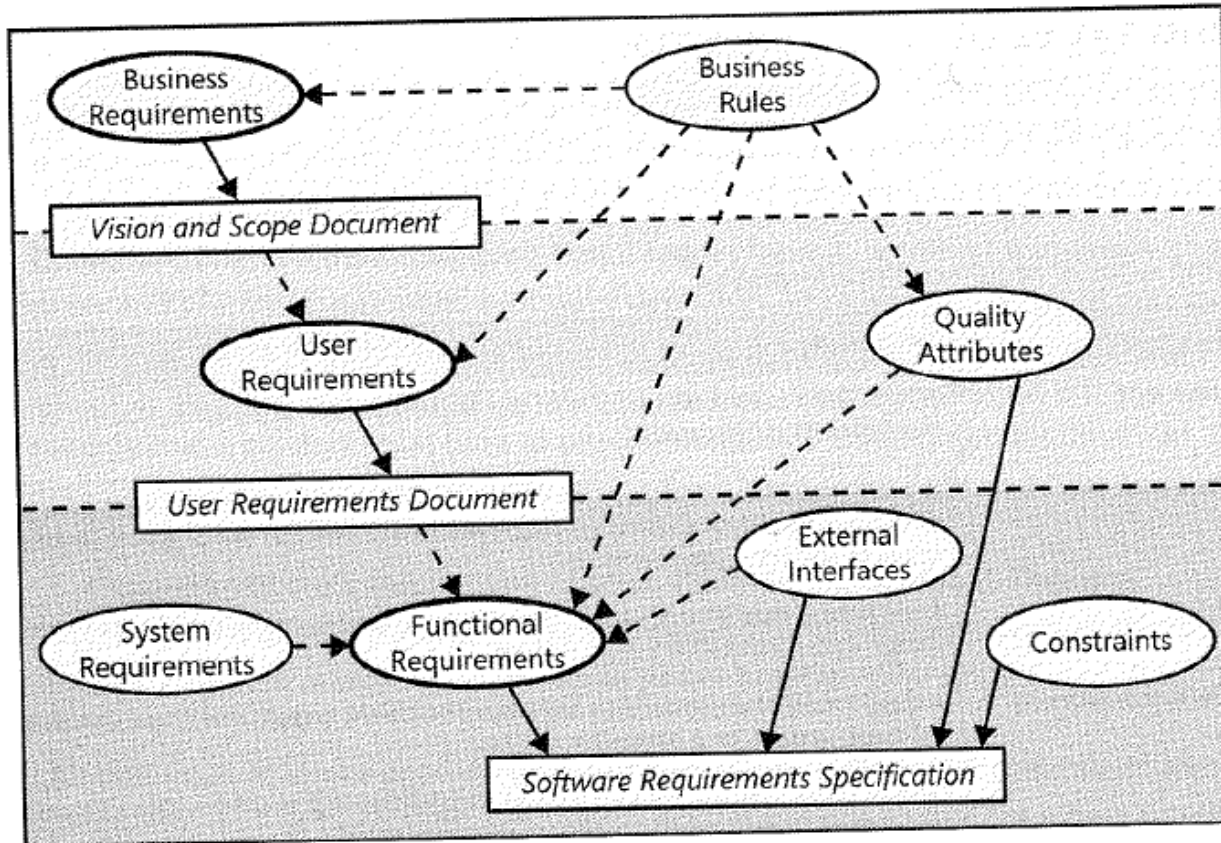 Business
Requirements
Business
Rules
Vision and Scope Document
User
Requirements
Quality
Attributes
User Requirements Document
External
Interfaces
System
Requirements
Functional
Requirements
Constraints
Software Requirements Specification